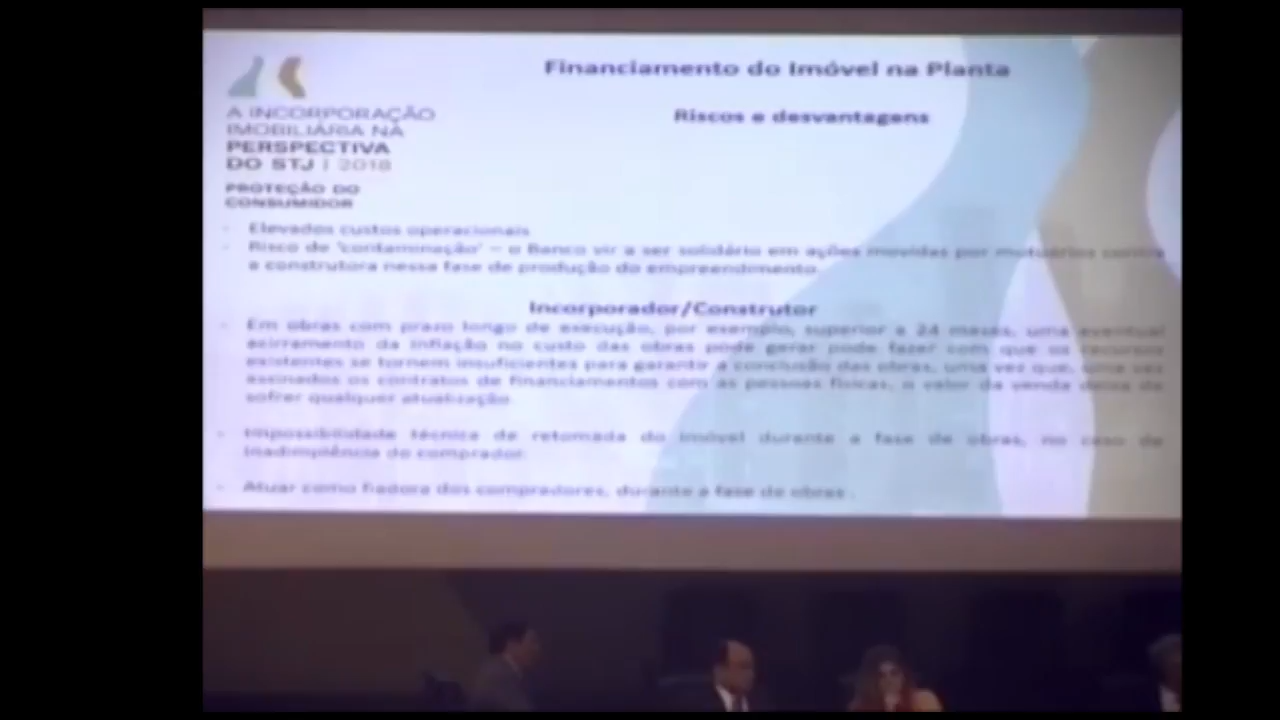 Financiamento do Imóvel na Planta
Riscos e desvantagens
A INCORPORAÇÃO
IMOBILIÁRIA NA
PERSPECTIVA
DO STJ | 2018
PROTEÇÃO DO
CONSUMIDOR
- Elevados custos operacionais
- Risco de 'contaminação' – o Banco vir a ser solidário em ações movidas por mutuários contra
a construtora nessa fase de produção do empreendimento.
Incorporador/Construtor
- Em obras com prazo longo de execução, por exemplo, superior a 24 meses, uma eventual
acirramento da inflação no custo das obras pode gerar pode fazer com que os recursos
existentes se tornem insuficientes para garantir a conclusão das obras, uma vez que, uma vez
assinados os contratos de financiamentos com as pessoas físicas, o valor da venda deixa de
sofrer qualquer atualização.
- Impossibilidade técnica de retomada do imóvel durante a fase de obras, no caso de
inadimplência do comprador.
- Atuar como fiadora dos compradores, durante a fase de obras.